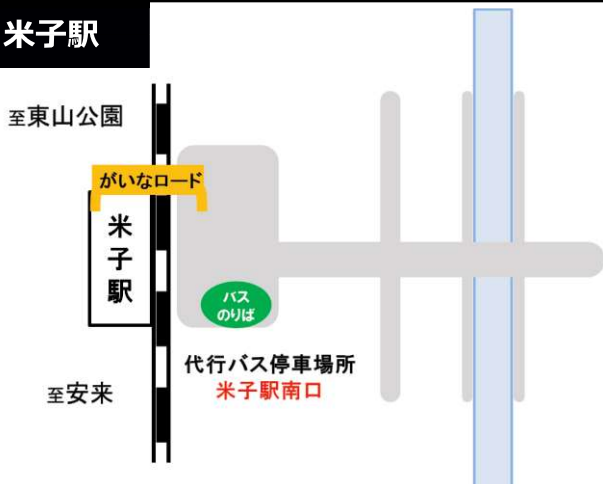 米子駅
至東山公園
がいなロード
米子駅
バス
のりば
代行バス停車場所
米子駅南口
至安来